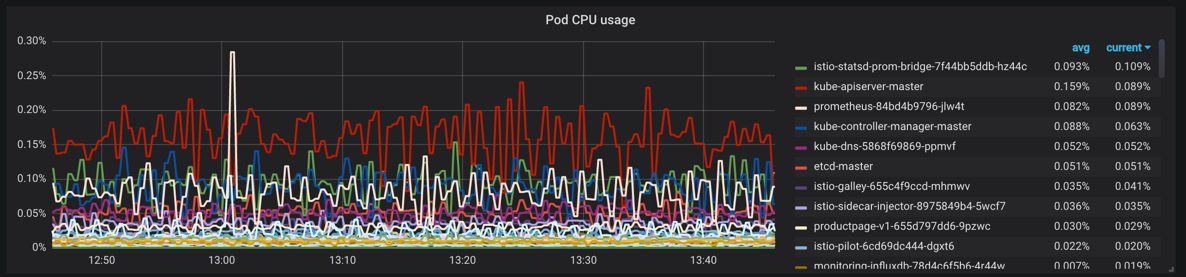 Pod CPU usage
0.30%
0.25%
0.20%
0.15%
0.10%
0.05%
0%
12:50 13:00 13:10 13:20 13:30 13:40
avg current
istio-statsd-prom-bridge-7f44bb5ddb-hz44c 0.093% 0.109%
kube-apiserver-master 0.159% 0.089%
prometheus-84bd4b9796-jlw4t 0.082% 0.089%
kube-controller-manager-master 0.088% 0.063%
kube-dns-5868f69869-ppmvf 0.052% 0.052%
etcd-master 0.051% 0.051%
istio-galley-655c4f9ccd-mhmwv 0.035% 0.041%
istio-sidecar-injector-8975849b4-5wcf7 0.036% 0.035%
productpage-v1-655d797dd6-9pzwc 0.030% 0.029%
istio-pilot-6cd69dc444-dgxt6 0.022% 0.020%
monitoring-influxdb-78d4c6f5b6-4r44w 0.007% 0.019%